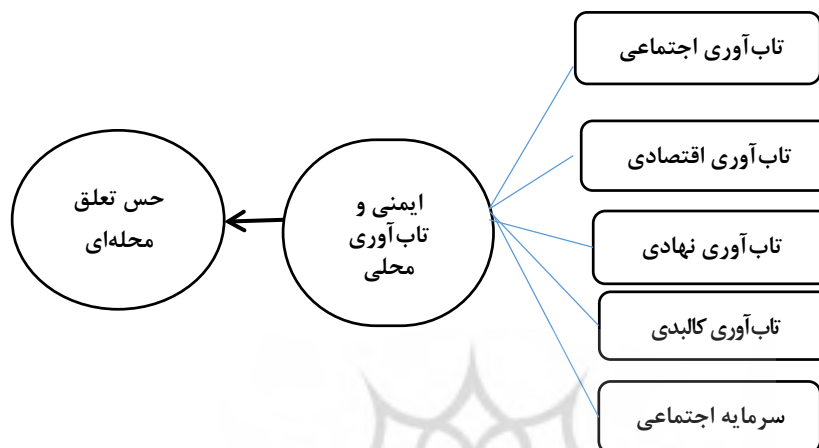 تاب‌آوری اجتماعی
تاب‌آوری اقتصادی
تاب‌آوری نهادی
تاب‌آوری کالبدی
سرمایه اجتماعی
ایمنی و
تاب‌آوری
محلی
حس تعلق
محله‌ای